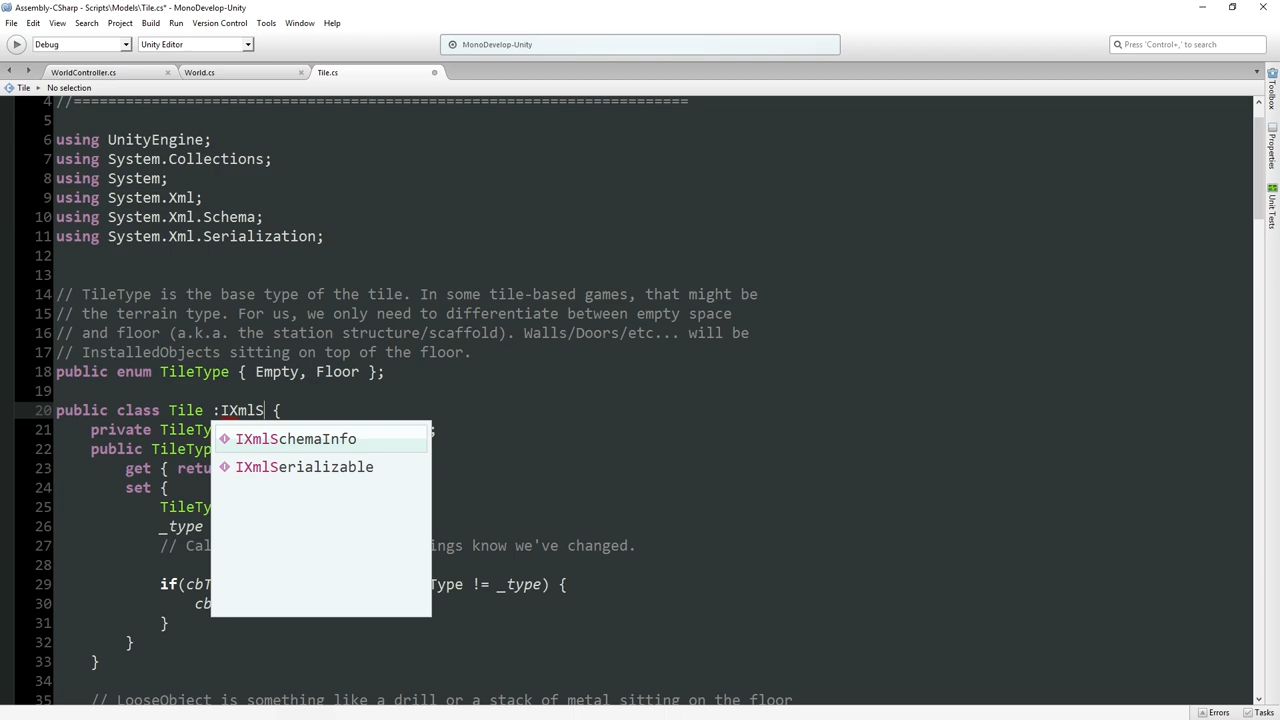 Assembly-CSharp - Scripts\Models\Tile.cs* - MonoDevelop-Unity
File Edit View Search Project Build Run Version Control Tools Window Help
Debug Unity Editor MonoDevelop-Unity Press 'Control+,' to search
WorldController.cs World.cs Tile.cs
Tile No selection
4 //=======================================================================
5
6 using UnityEngine;
7 using System.Collections;
8 using System;
9 using System.Xml;
10 using System.Xml.Schema;
11 using System.Xml.Serialization;
12
13
14 // TileType is the base type of the tile. In some tile-based games, that might be
15 // the terrain type. For us, we only need to differentiate between empty space
16 // and floor (a.k.a. the station structure/scaffold). Walls/Doors/etc... will be
17 // InstalledObjects sitting on top of the floor.
18 public enum TileType { Empty, Floor };
19
20 public class Tile :IXmlS {
21 private TileTy ;
22 public TileTyp
23 get { retu
24 set {
25 TileTy
26 _type
27 // Cal ings know we've changed.
28
29 if(cbT Type != _type) {
30 cb
31 }
32 }
33 }
34
35 // LooseObject is something like a drill or a stack of metal sitting on the floor
IXmlSchemaInfo
IXmlSerializable
Toolbox
Properties
Unit Tests
Errors Tasks